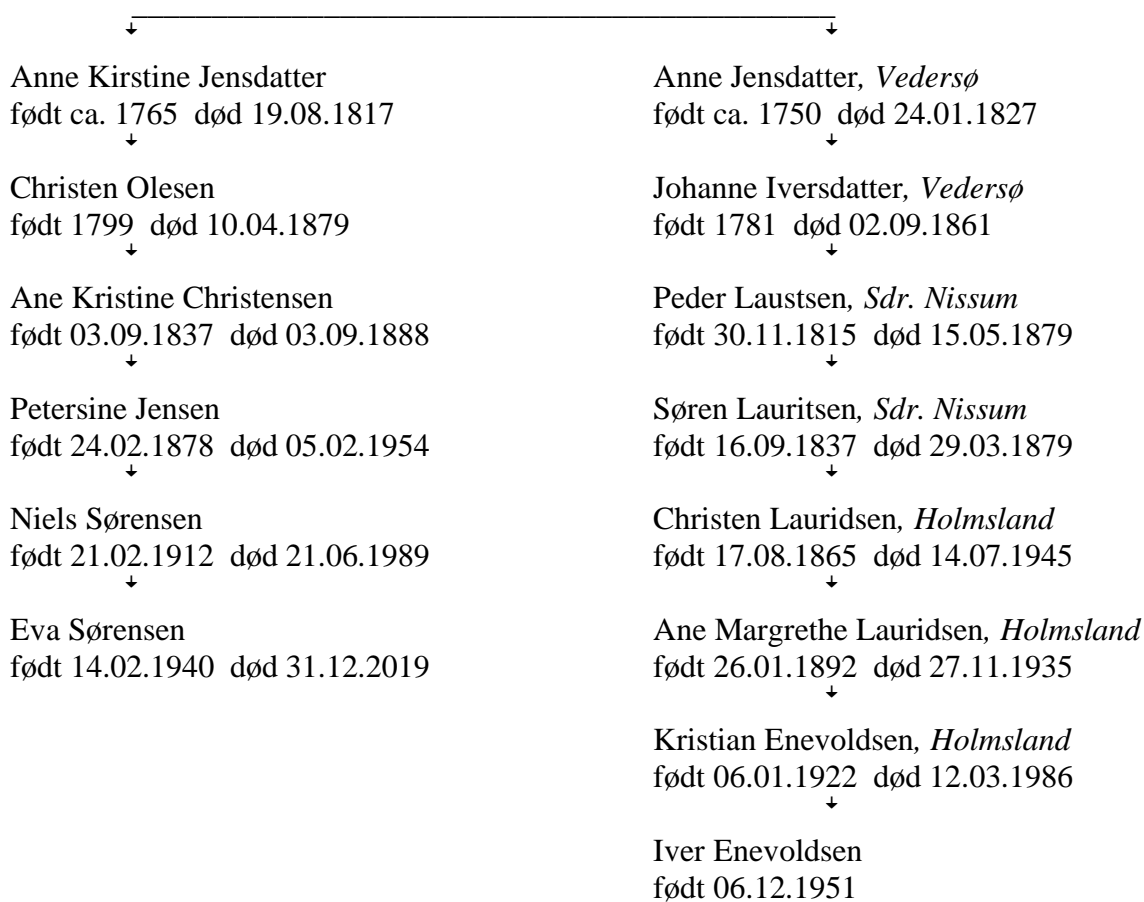 Anne Kirstine Jensdatter
født ca. 1765 død 19.08.1817
Christen Olesen
født 1799 død 10.04.1879
Ane Kristine Christensen
født 03.09.1837 død 03.09.1888
Petersine Jensen
født 24.02.1878 død 05.02.1954
Niels Sørensen
født 21.02.1912 død 21.06.1989
Eva Sørensen
født 14.02.1940 død 31.12.2019
Anne Jensdatter, Vedersø
født ca. 1750 død 24.01.1827
Johanne Iversdatter, Vedersø
født 1781 død 02.09.1861
Peder Laustsen, Sdr. Nissum
født 30.11.1815 død 15.05.1879
Søren Lauritsen, Sdr. Nissum
født 16.09.1837 død 29.03.1879
Christen Lauridsen, Holmsland
født 17.08.1865 død 14.07.1945
Ane Margrethe Lauridsen, Holmsland
født 26.01.1892 død 27.11.1935
Kristian Enevoldsen, Holmsland
født 06.01.1922 død 12.03.1986
Iver Enevoldsen
født 06.12.1951